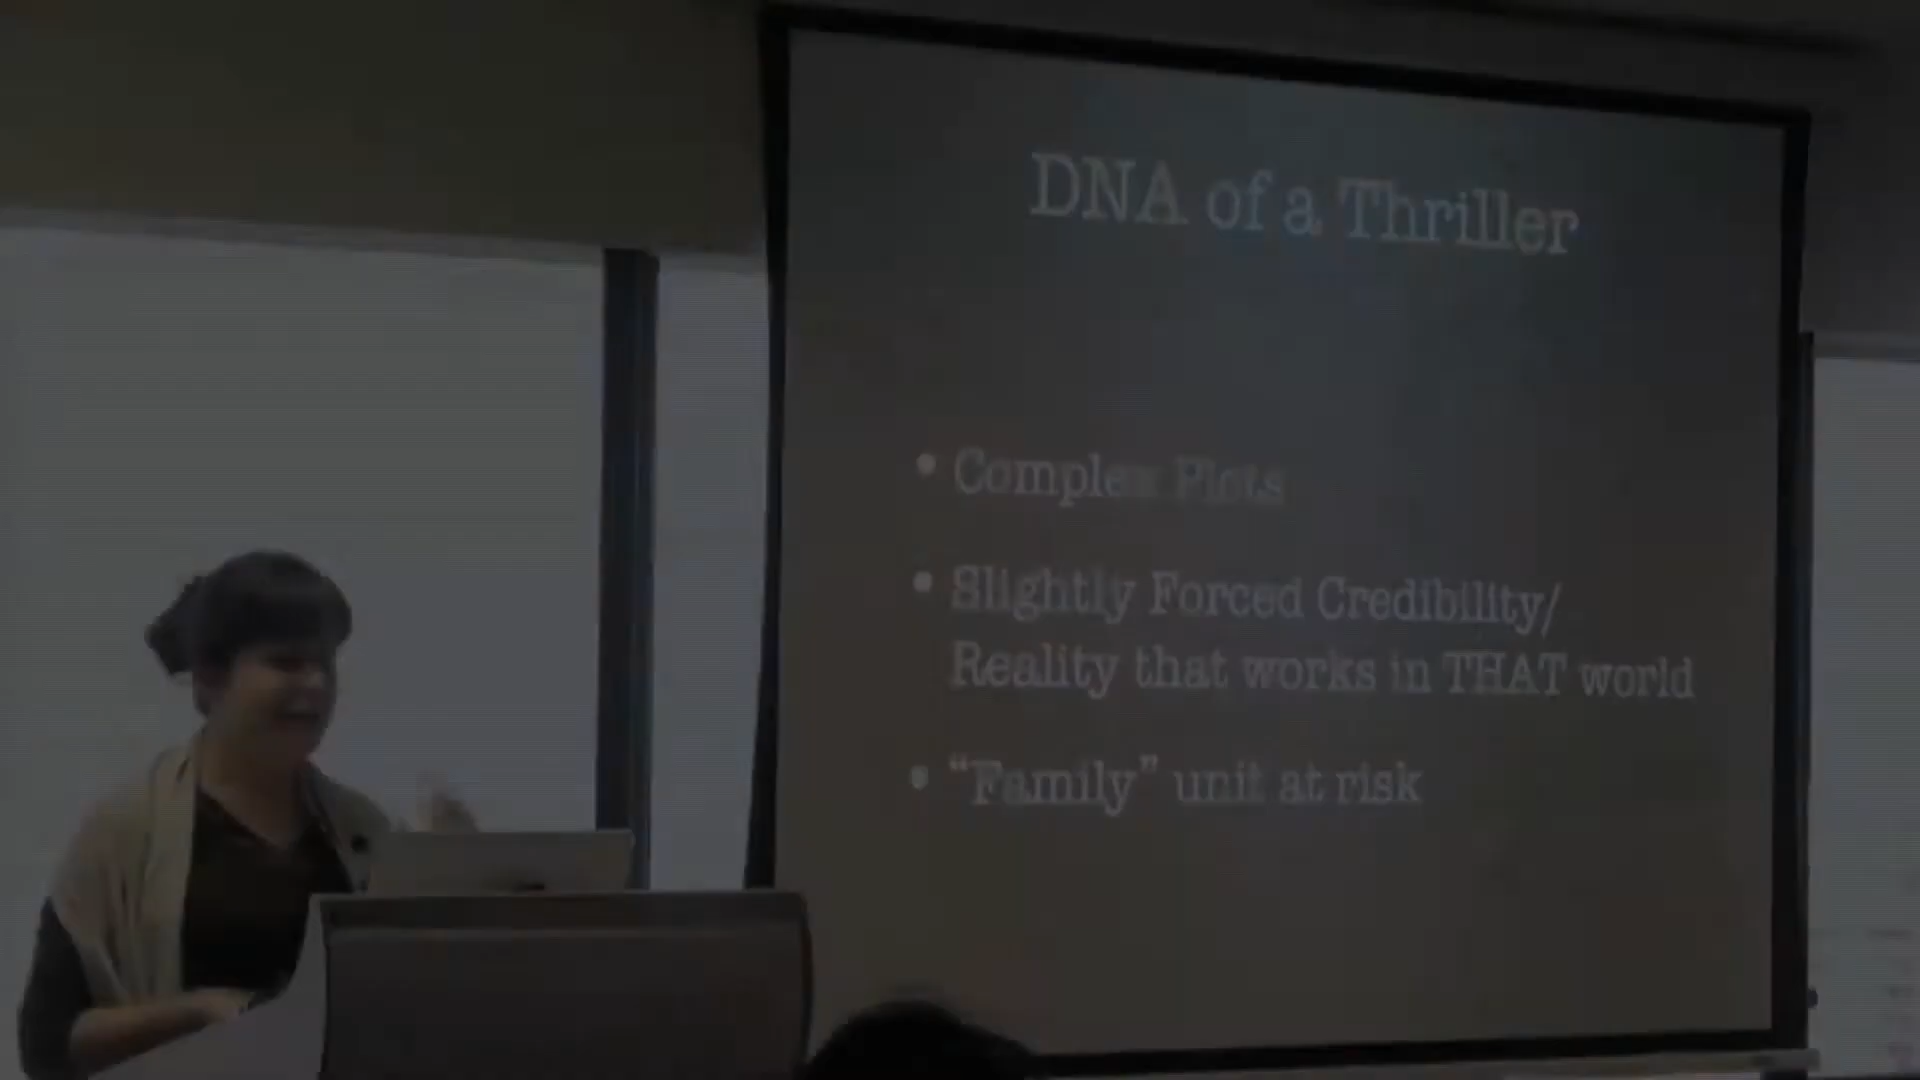 DNA of a Thriller
• Complex Plots
• Slightly Forced Credibility/
Reality that works in THAT world
• “Family” unit at risk